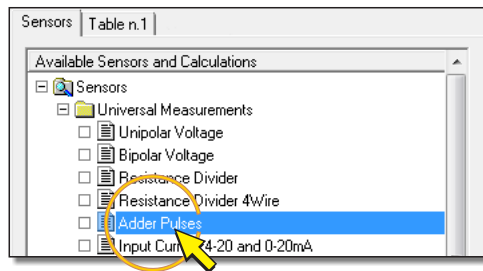 Sensors Table n.1
Available Sensors and Calculations
Sensors
Universal Measurements
Unipolar Voltage
Bipolar Voltage
Resistance Divider
Resistance Divider 4Wire
Adder Pulses
Input Current 4-20 and 0-20mA